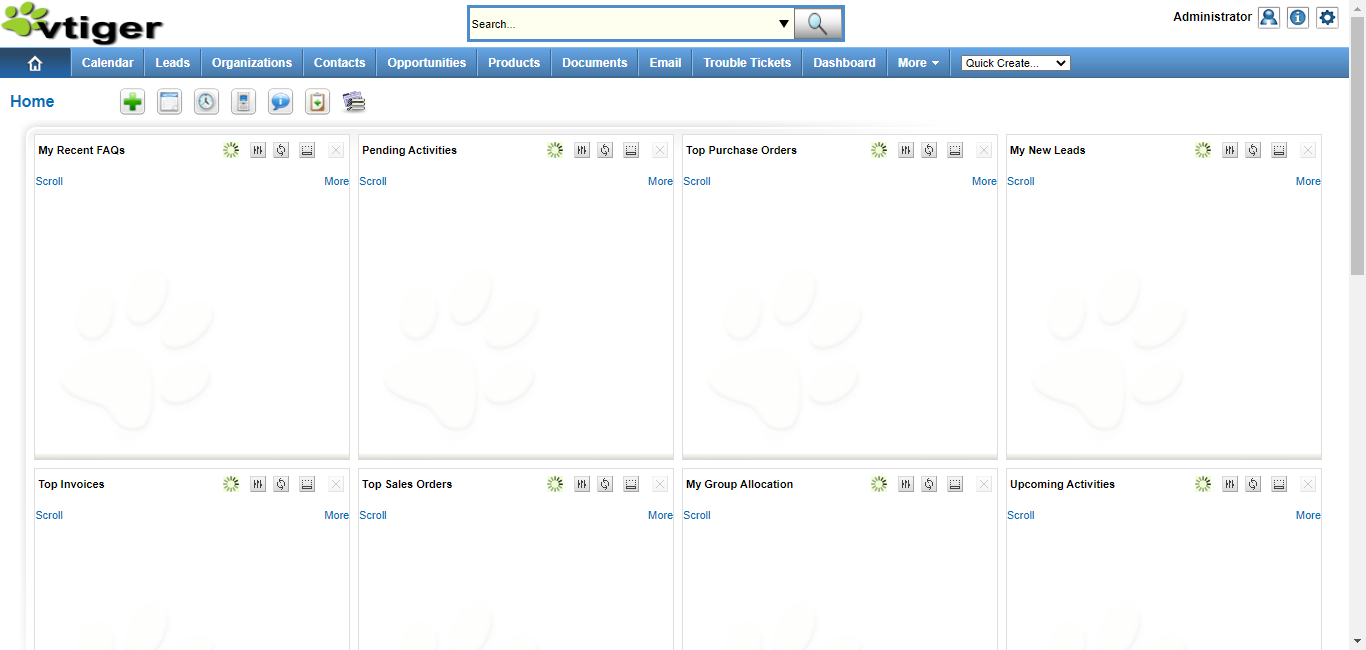 vtiger
Search...
Administrator
Calendar Leads Organizations Contacts Opportunities Products Documents Email Trouble Tickets Dashboard More Quick Create...
Home
My Recent FAQs Pending Activities Top Purchase Orders My New Leads
Scroll More Scroll More Scroll More Scroll More
Top Invoices Top Sales Orders My Group Allocation Upcoming Activities
Scroll More Scroll More Scroll More Scroll More